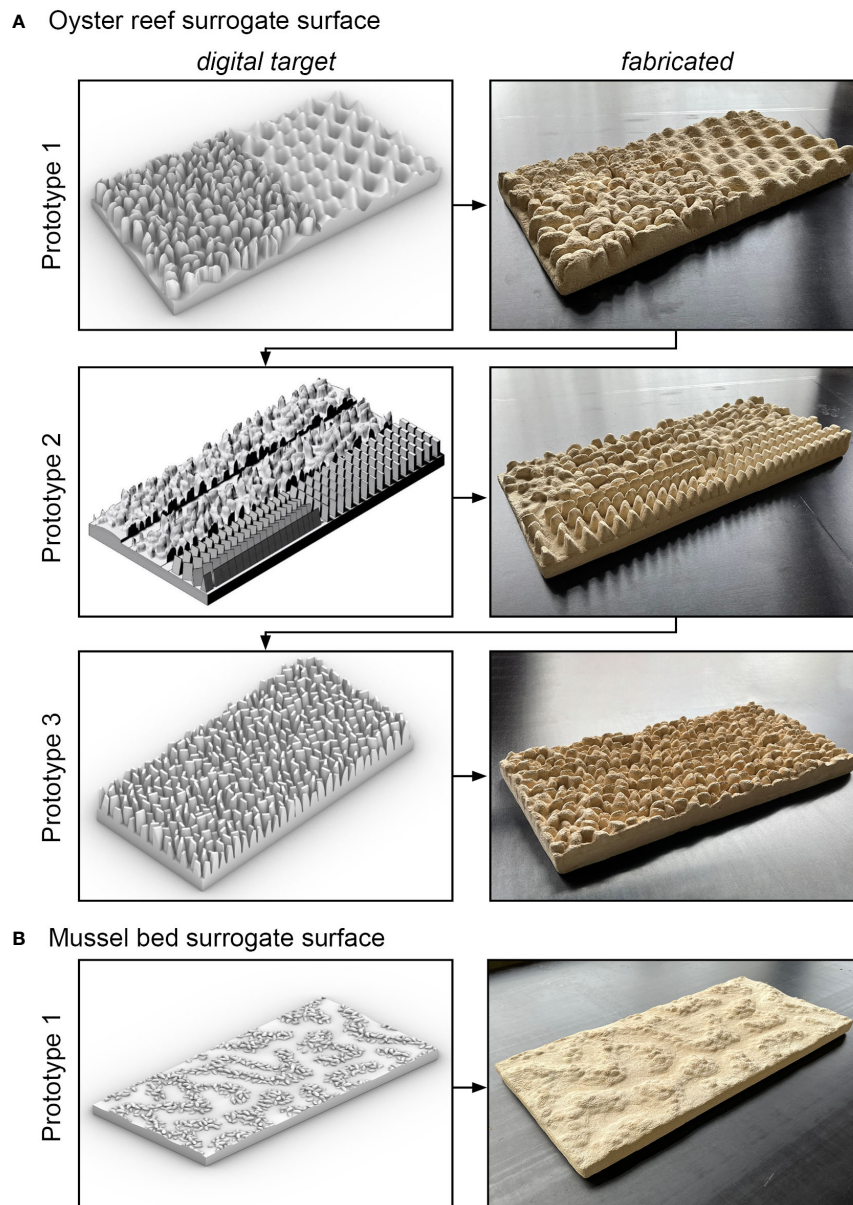 A Oyster reef surrogate surface
digital target
fabricated
Prototype 1
Prototype 2
Prototype 3
B Mussel bed surrogate surface
Prototype 1